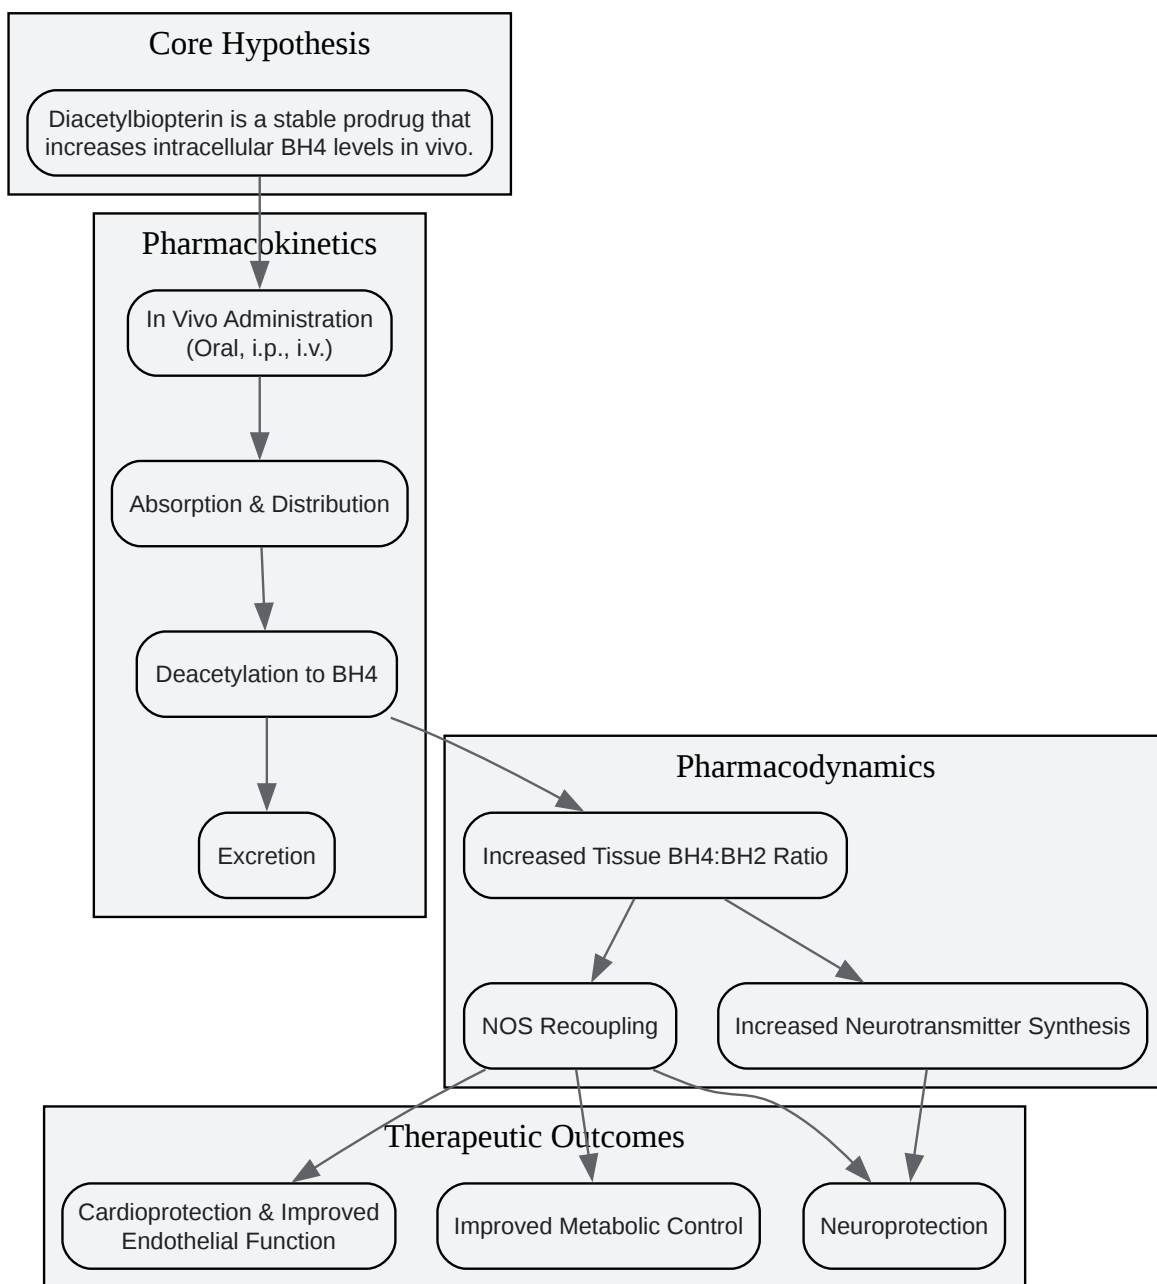 Core Hypothesis
Diacetylbiopterin is a stable prodrug that
increases intracellular BH4 levels in vivo.
Pharmacokinetics
In Vivo Administration
(Oral, i.p., i.v.)
Absorption & Distribution
Deacetylation to BH4
Excretion
Pharmacodynamics
Increased Tissue BH4:BH2 Ratio
NOS Recoupling
Increased Neurotransmitter Synthesis
Therapeutic Outcomes
Cardioprotection & Improved
Endothelial Function
Improved Metabolic Control
Neuroprotection